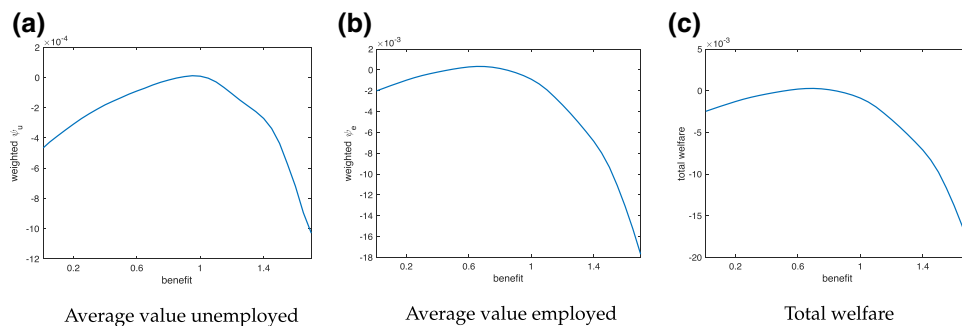 (a)
×10⁻⁴
2
0
-2
-4
-6
-8
-10
-12
weighted ψ_u
0.2 0.6 1 1.4
benefit
Average value unemployed
(b)
×10⁻³
2
0
-2
-4
-6
-8
-10
-12
-14
-16
-18
weighted ψ_e
0.2 0.6 1 1.4
benefit
Average value employed
(c)
×10⁻³
5
0
-5
-10
-15
-20
total welfare
0.2 0.6 1 1.4
benefit
Total welfare